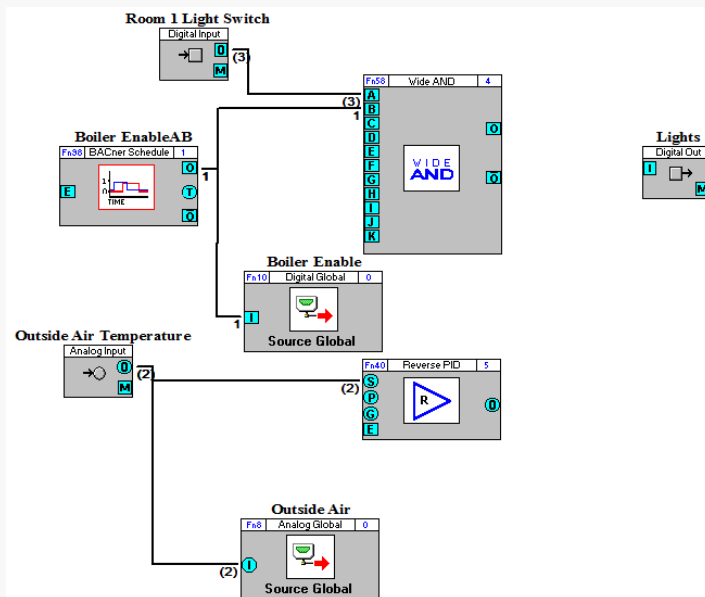 Room 1 Light Switch
Digital Input
O
M
(3)
Fn58 Wide AND 4
(3)
1
A
B
C
D
E
F
G
H
I
J
K
WIDE
AND
O
O
Boiler EnableAB
Fn98 BACner Schedule 1
E
1
0
TIME
O
T
O
1
Lights
Digital Out
I
M
Boiler Enable
Fn10 Digital Global 0
1
I
Source Global
Outside Air Temperature
Analog Input
O
M
(2)
Fn40 Reverse PID 5
(2)
S
P
G
E
R
O
Outside Air
Fn8 Analog Global 0
(2)
I
Source Global